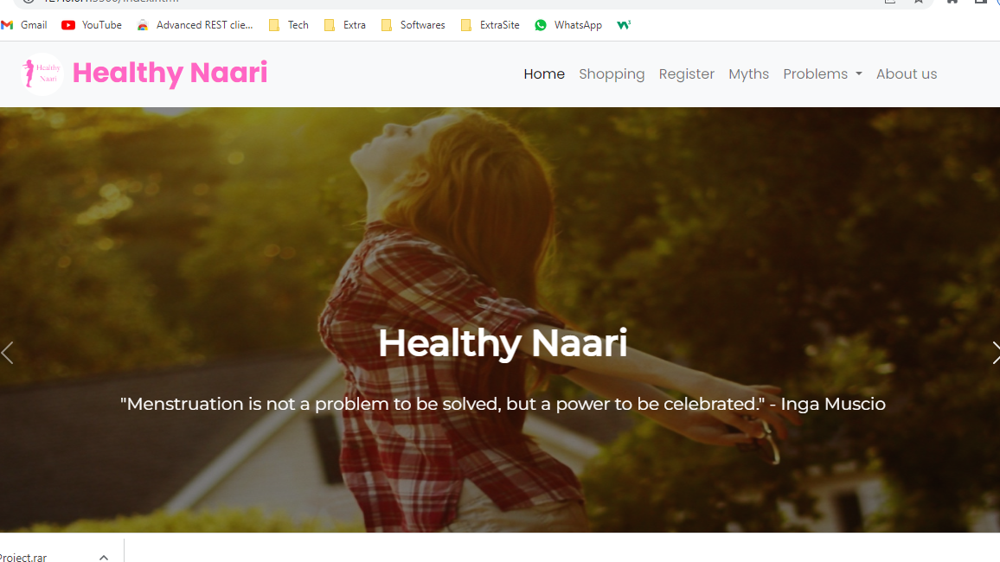 Gmail YouTube Advanced REST clie... Tech Extra Softwares ExtraSite WhatsApp
Healthy Naari
Healthy Naari Home Shopping Register Myths Problems About us
Healthy Naari
"Menstruation is not a problem to be solved, but a power to be celebrated." - Inga Muscio
Project.rar